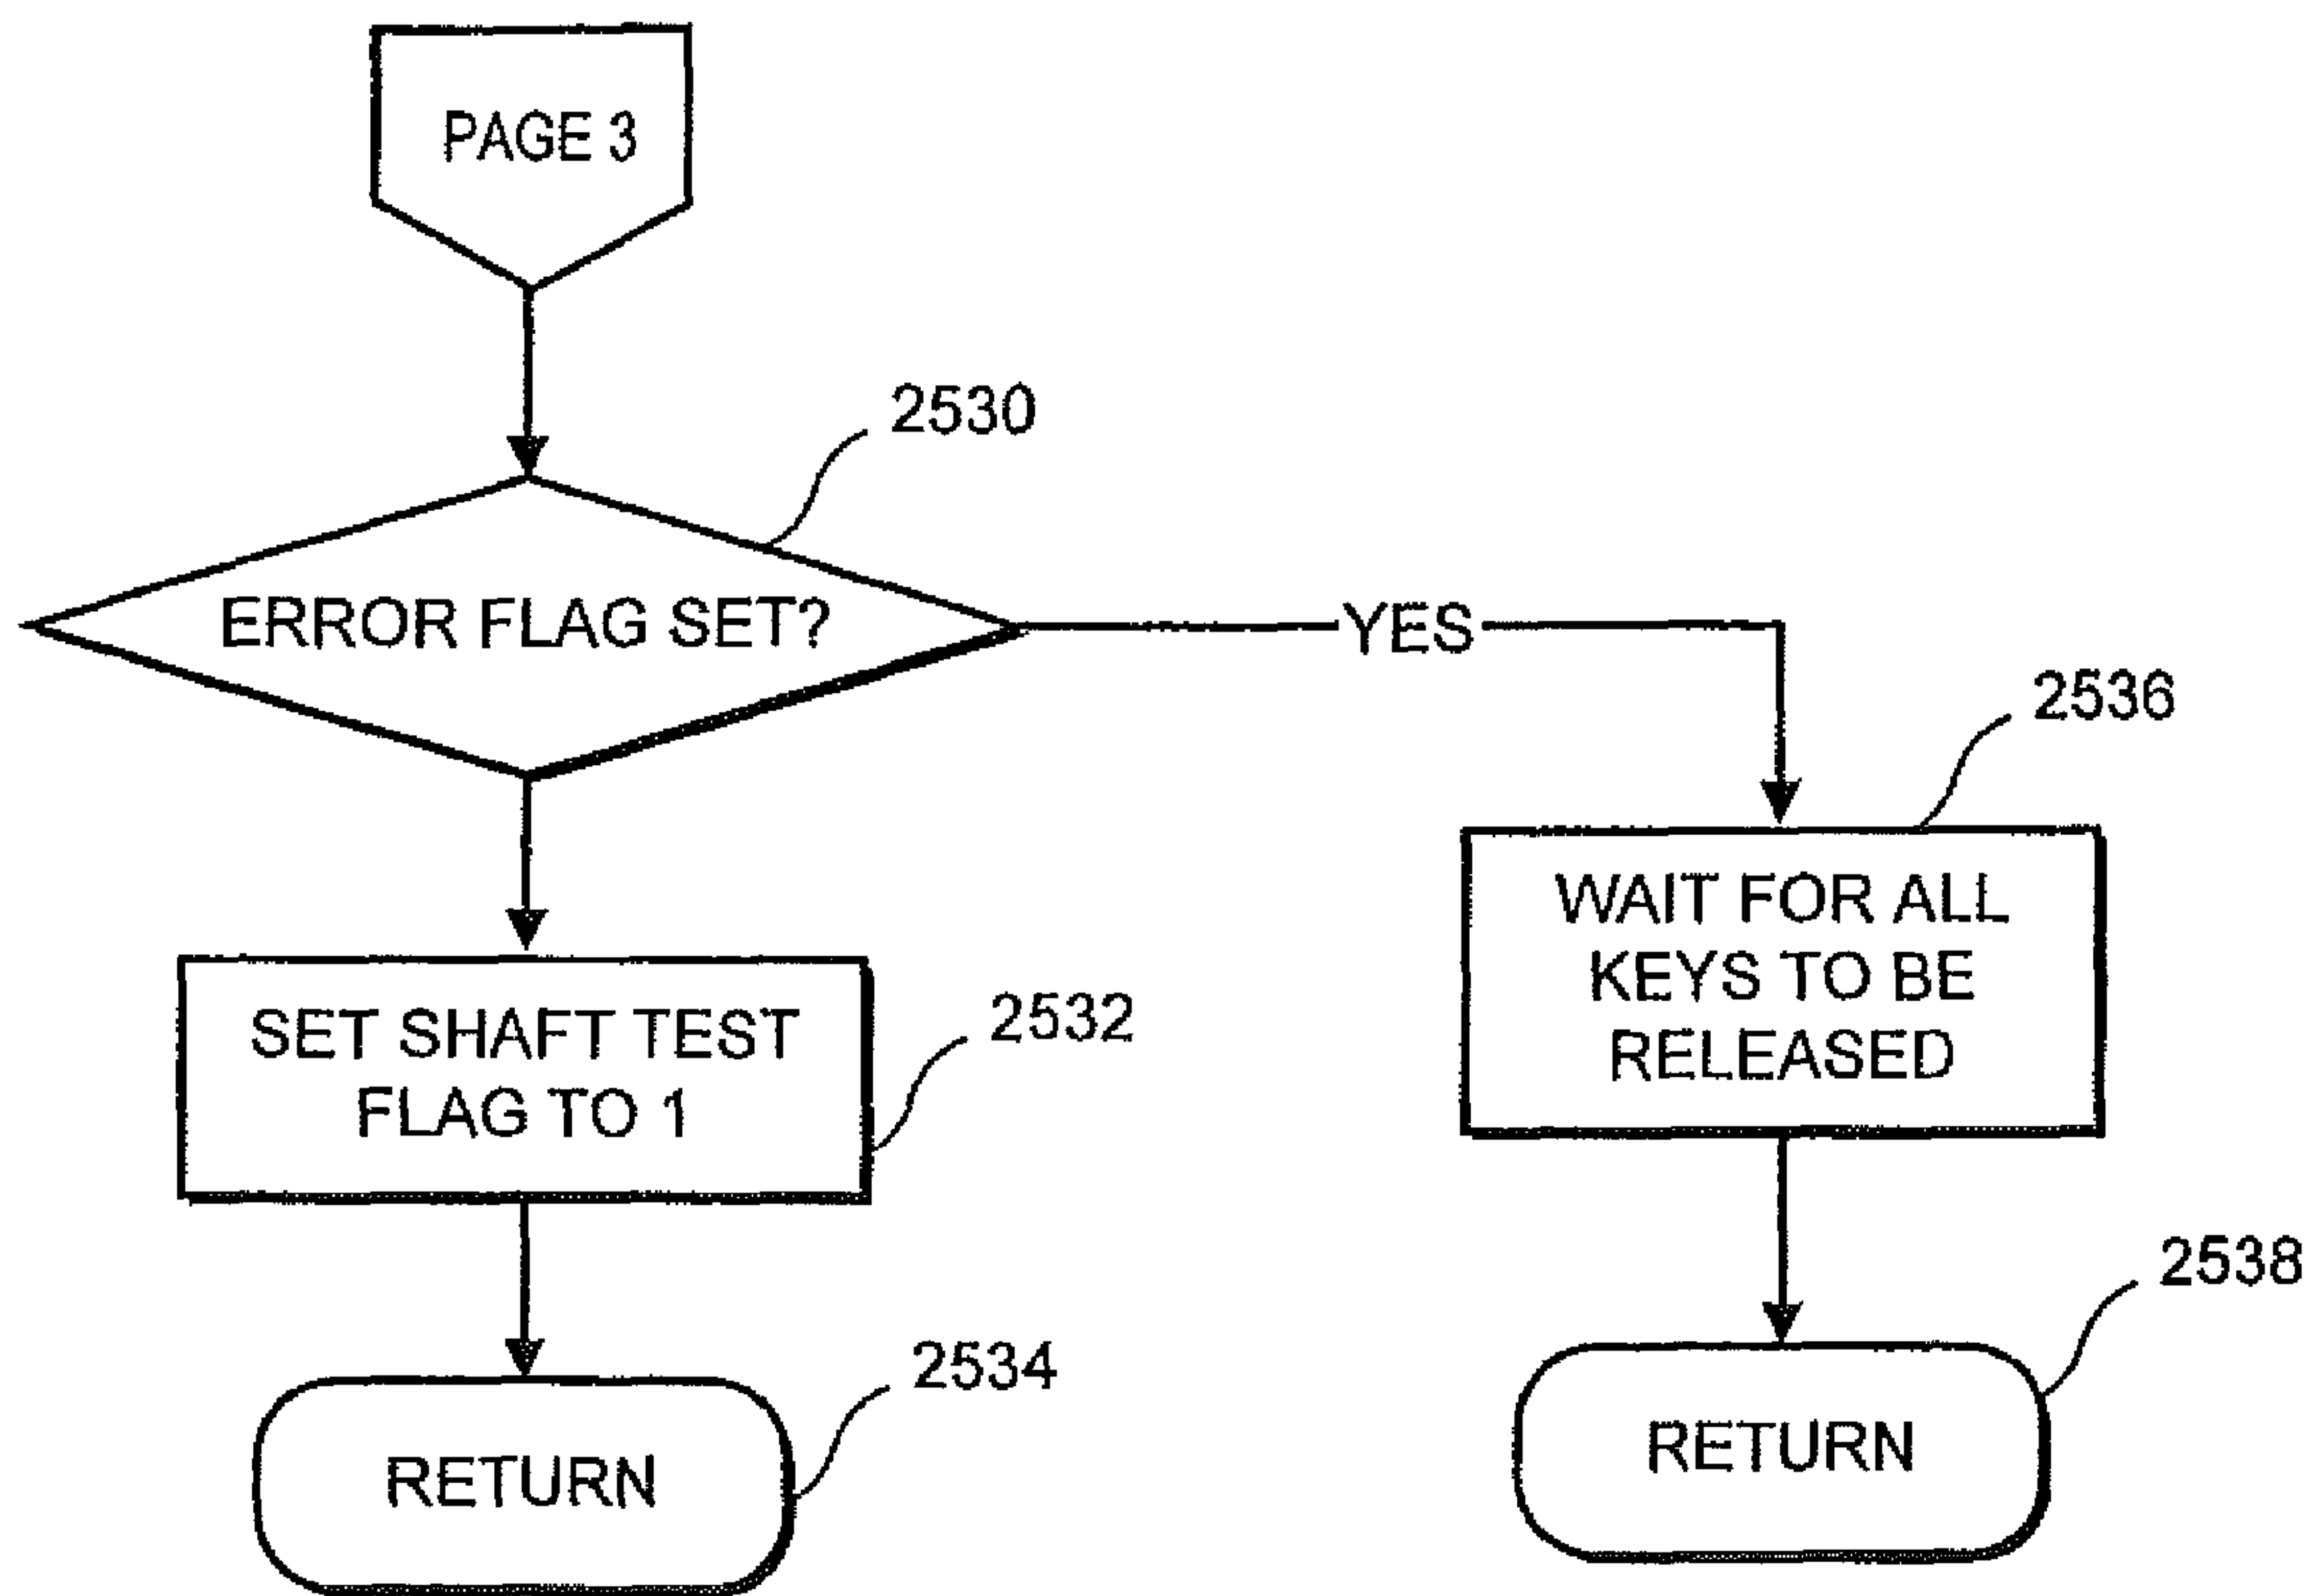 PAGE 3
2530
ERROR FLAG SET?
YES
2536
WAIT FOR ALL
KEYS TO BE
RELEASED
SET SHAFT TEST
FLAG TO 1
2532
2538
RETURN
2534
RETURN